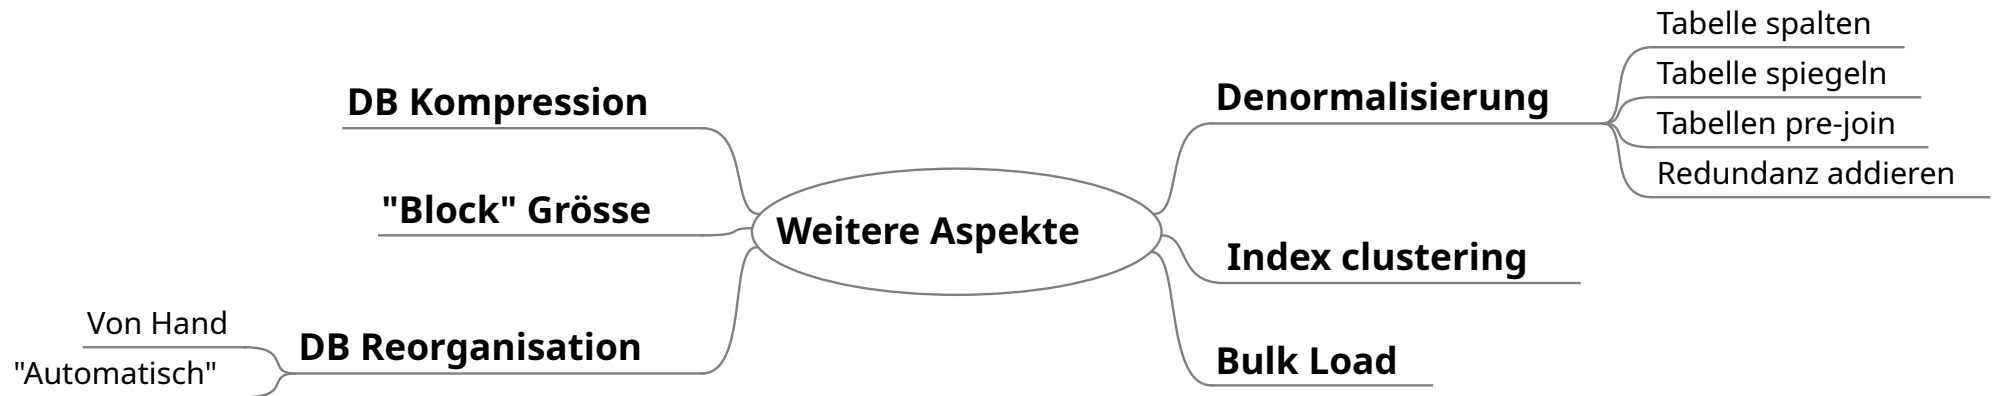 Weitere Aspekte
Denormalisierung
Tabelle spalten
Tabelle spiegeln
Tabellen pre-join
Redundanz addieren
Index clustering
Bulk Load
DB Kompression
"Block" Grösse
DB Reorganisation
Von Hand
"Automatisch"